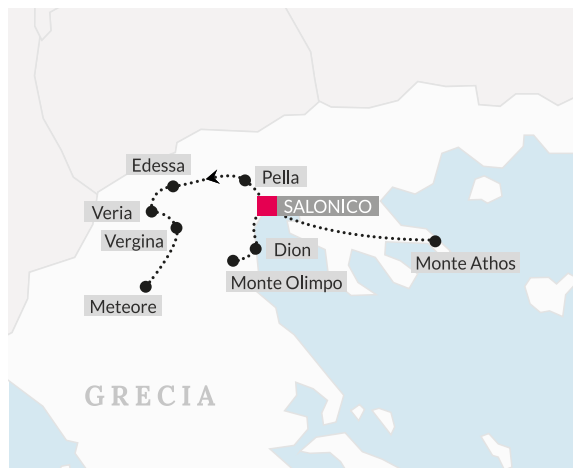 Edessa
Pella
SALONICO
Veria
Vergina
Dion
Monte Athos
Monte Olimpo
Meteore
GRECIA